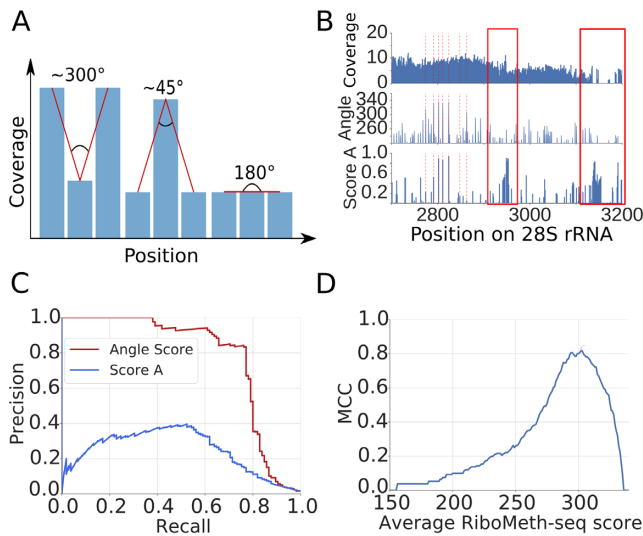 A
~300°
~45°
180°
Coverage
Position
B
Coverage
20
10
0
Angle
340
300
260
Score A
1.0
0.6
0.2
2800
3000
3200
Position on 28S rRNA
C
Precision
1.0
0.8
0.6
0.4
0.2
0.0
Angle Score
Score A
0.0
0.2
0.4
0.6
0.8
1.0
Recall
D
MCC
1.0
0.8
0.6
0.4
0.2
0.0
150
200
250
300
Average RiboMeth-seq score